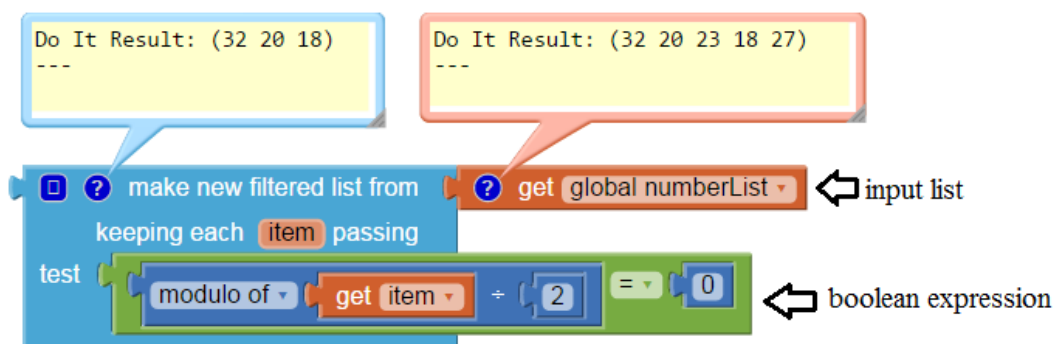 Do It Result: (32 20 18)
---
Do It Result: (32 20 23 18 27)
---
? make new filtered list from ? get global numberList input list
keeping each item passing
test modulo of get item ÷ 2 = 0 boolean expression